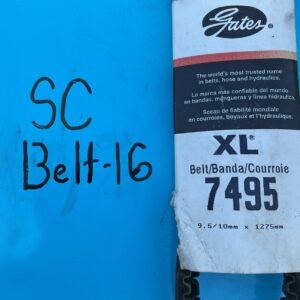 SC
Belt-16
Gates
The world's most trusted name
in belts, hose and hydraulics.
La marca más confiable del mundo
en bandas, mangueras y líneas hidráulicas.
Sceau de fiabilité mondiale
en courroies, boyaux et l'hydraulique.
XL®
Belt/Banda/Courroie
7495
9.5/10mm x 1275mm